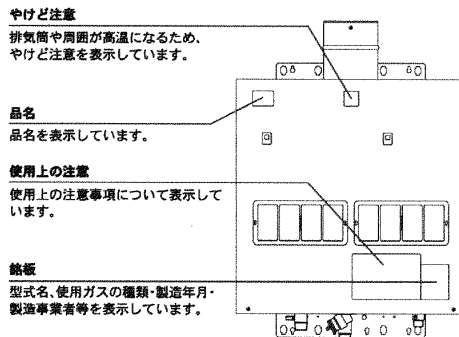 やけど注意
排気筒や周囲が高温になるため、
やけど注意を表示しています。
品名
品名を表示しています。
使用上の注意
使用上の注意事項について表示して
います。
銘板
型式名、使用ガスの種類・製造年月・
製造事業者等を表示しています。